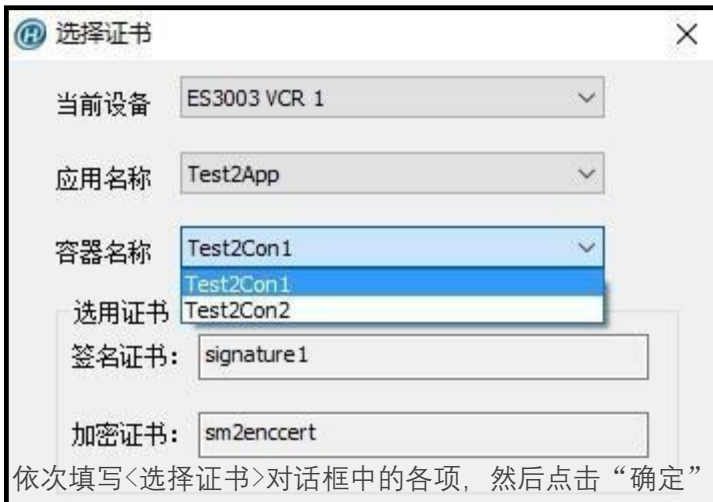 选择证书
当前设备 ES3003 VCR 1
应用名称 Test2App
容器名称 Test2Con1
Test2Con1
Test2Con2
选用证书
签名证书： signature1
加密证书： sm2enccert
依次填写<选择证书>对话框中的各项，然后点击“确定”